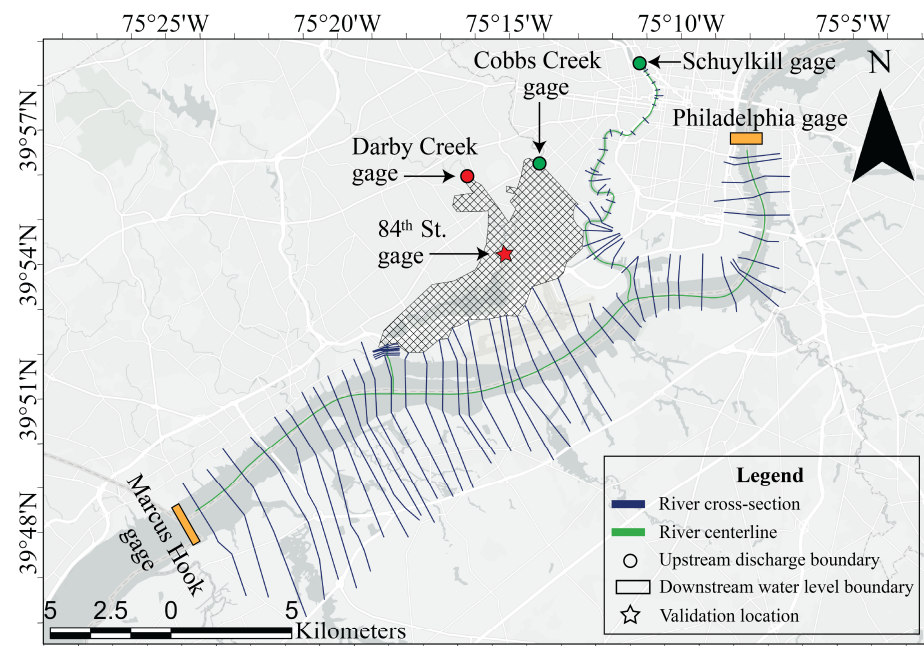 75°25'W 75°20'W 75°15'W 75°10'W 75°5'W
Cobbs Creek
gage
Schuylkill gage
N
Philadelphia gage
Darby Creek
gage
84th St.
gage
39°57'N
39°54'N
39°51'N
39°48'N
Marcus Hook
gage
Legend
River cross-section
River centerline
Upstream discharge boundary
Downstream water level boundary
Validation location
5 2.5 0 5
Kilometers